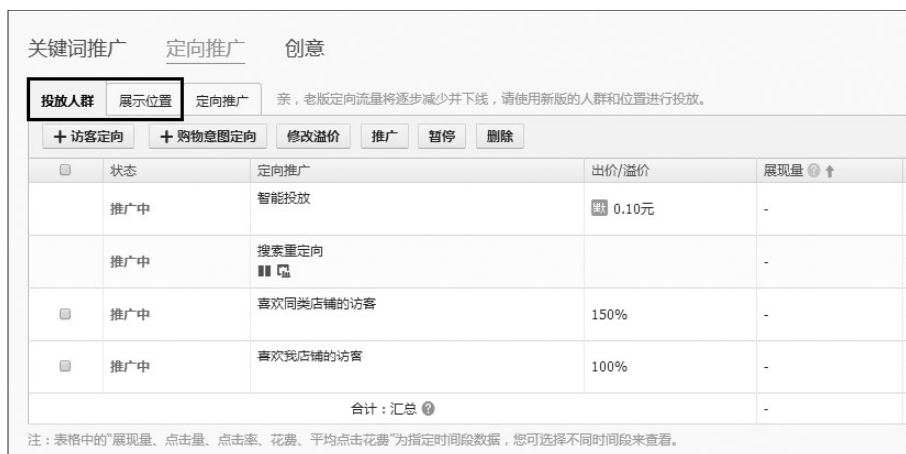 关键词推广 定向推广 创意
投放人群 展示位置 定向推广 亲，老版定向流量将逐步减少并下线，请使用新版的人群和位置进行投放。
+ 访客定向 + 购物意图定向 修改溢价 推广 暂停 删除
状态 定向推广 出价/溢价 展现量
推广中 智能投放 0.10元 -
推广中 搜索重定向 -
推广中 喜欢同类店铺的访客 150% -
推广中 喜欢我店铺的访客 100% -
合计：汇总 -
注：表格中的"展现量、点击量、点击率、花费、平均点击花费"为指定时间段数据，您可选择不同时间段来查看。